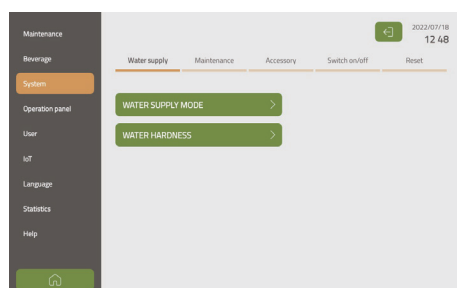 2022/07/18
12 48
Maintenance
Beverage
System
Operation panel
User
IoT
Language
Statistics
Help
Water supply Maintenance Accessory Switch on/off Reset
WATER SUPPLY MODE
WATER HARDNESS